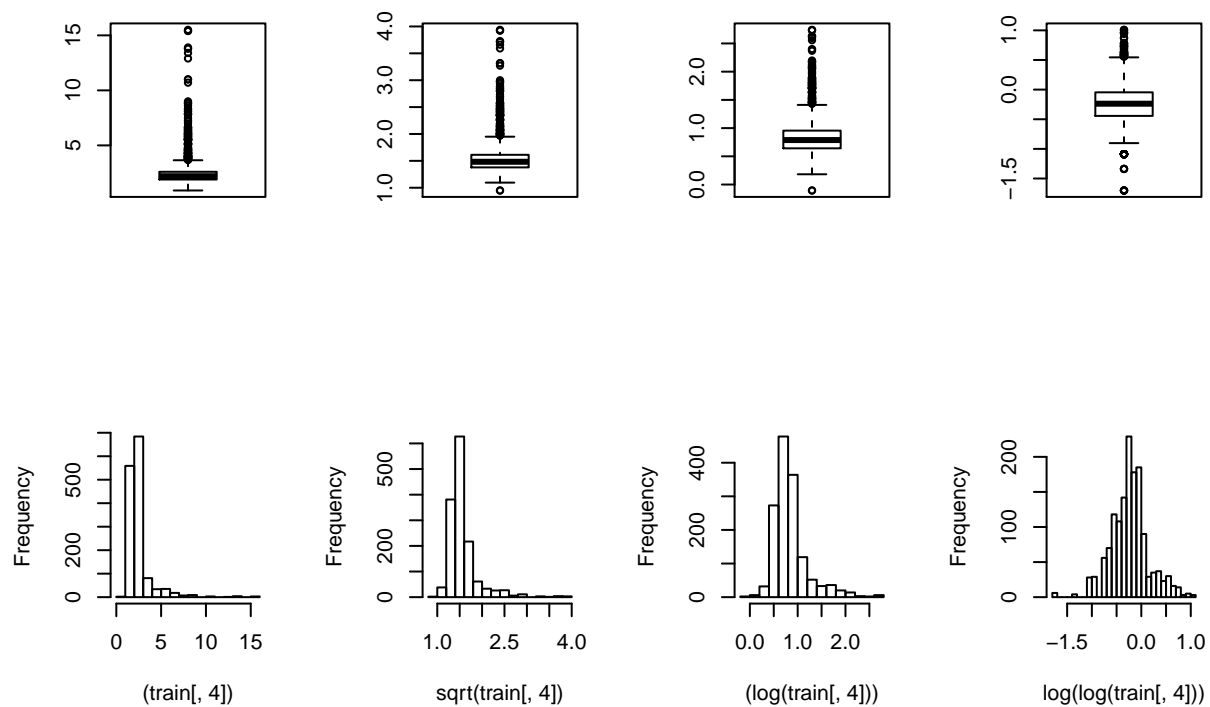 15
10
5
4.0
3.0
2.0
1.0
2.0
1.0
0.0
1.0
0.0
−1.5
Frequency
500
200
0
0 5 10 15
(train[, 4])
Frequency
500
200
0
1.0 2.5 4.0
sqrt(train[, 4])
Frequency
400
200
0
0.0 1.0 2.0
(log(train[, 4]))
Frequency
200
100
0
−1.5 0.0 1.0
log(log(train[, 4]))